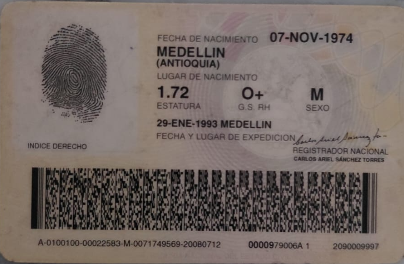 FECHA DE NACIMIENTO 07-NOV-1974
MEDELLIN
(ANTIOQUIA)
LUGAR DE NACIMIENTO
1.72 O+ M
ESTATURA G.S. RH SEXO
29-ENE-1993 MEDELLIN
FECHA Y LUGAR DE EXPEDICION
INDICE DERECHO
REGISTRADOR NACIONAL
CARLOS ARIEL SÁNCHEZ TORRES
A-0100100-00022583-M-0071749569-20080712 0000979006A 1 2090009997